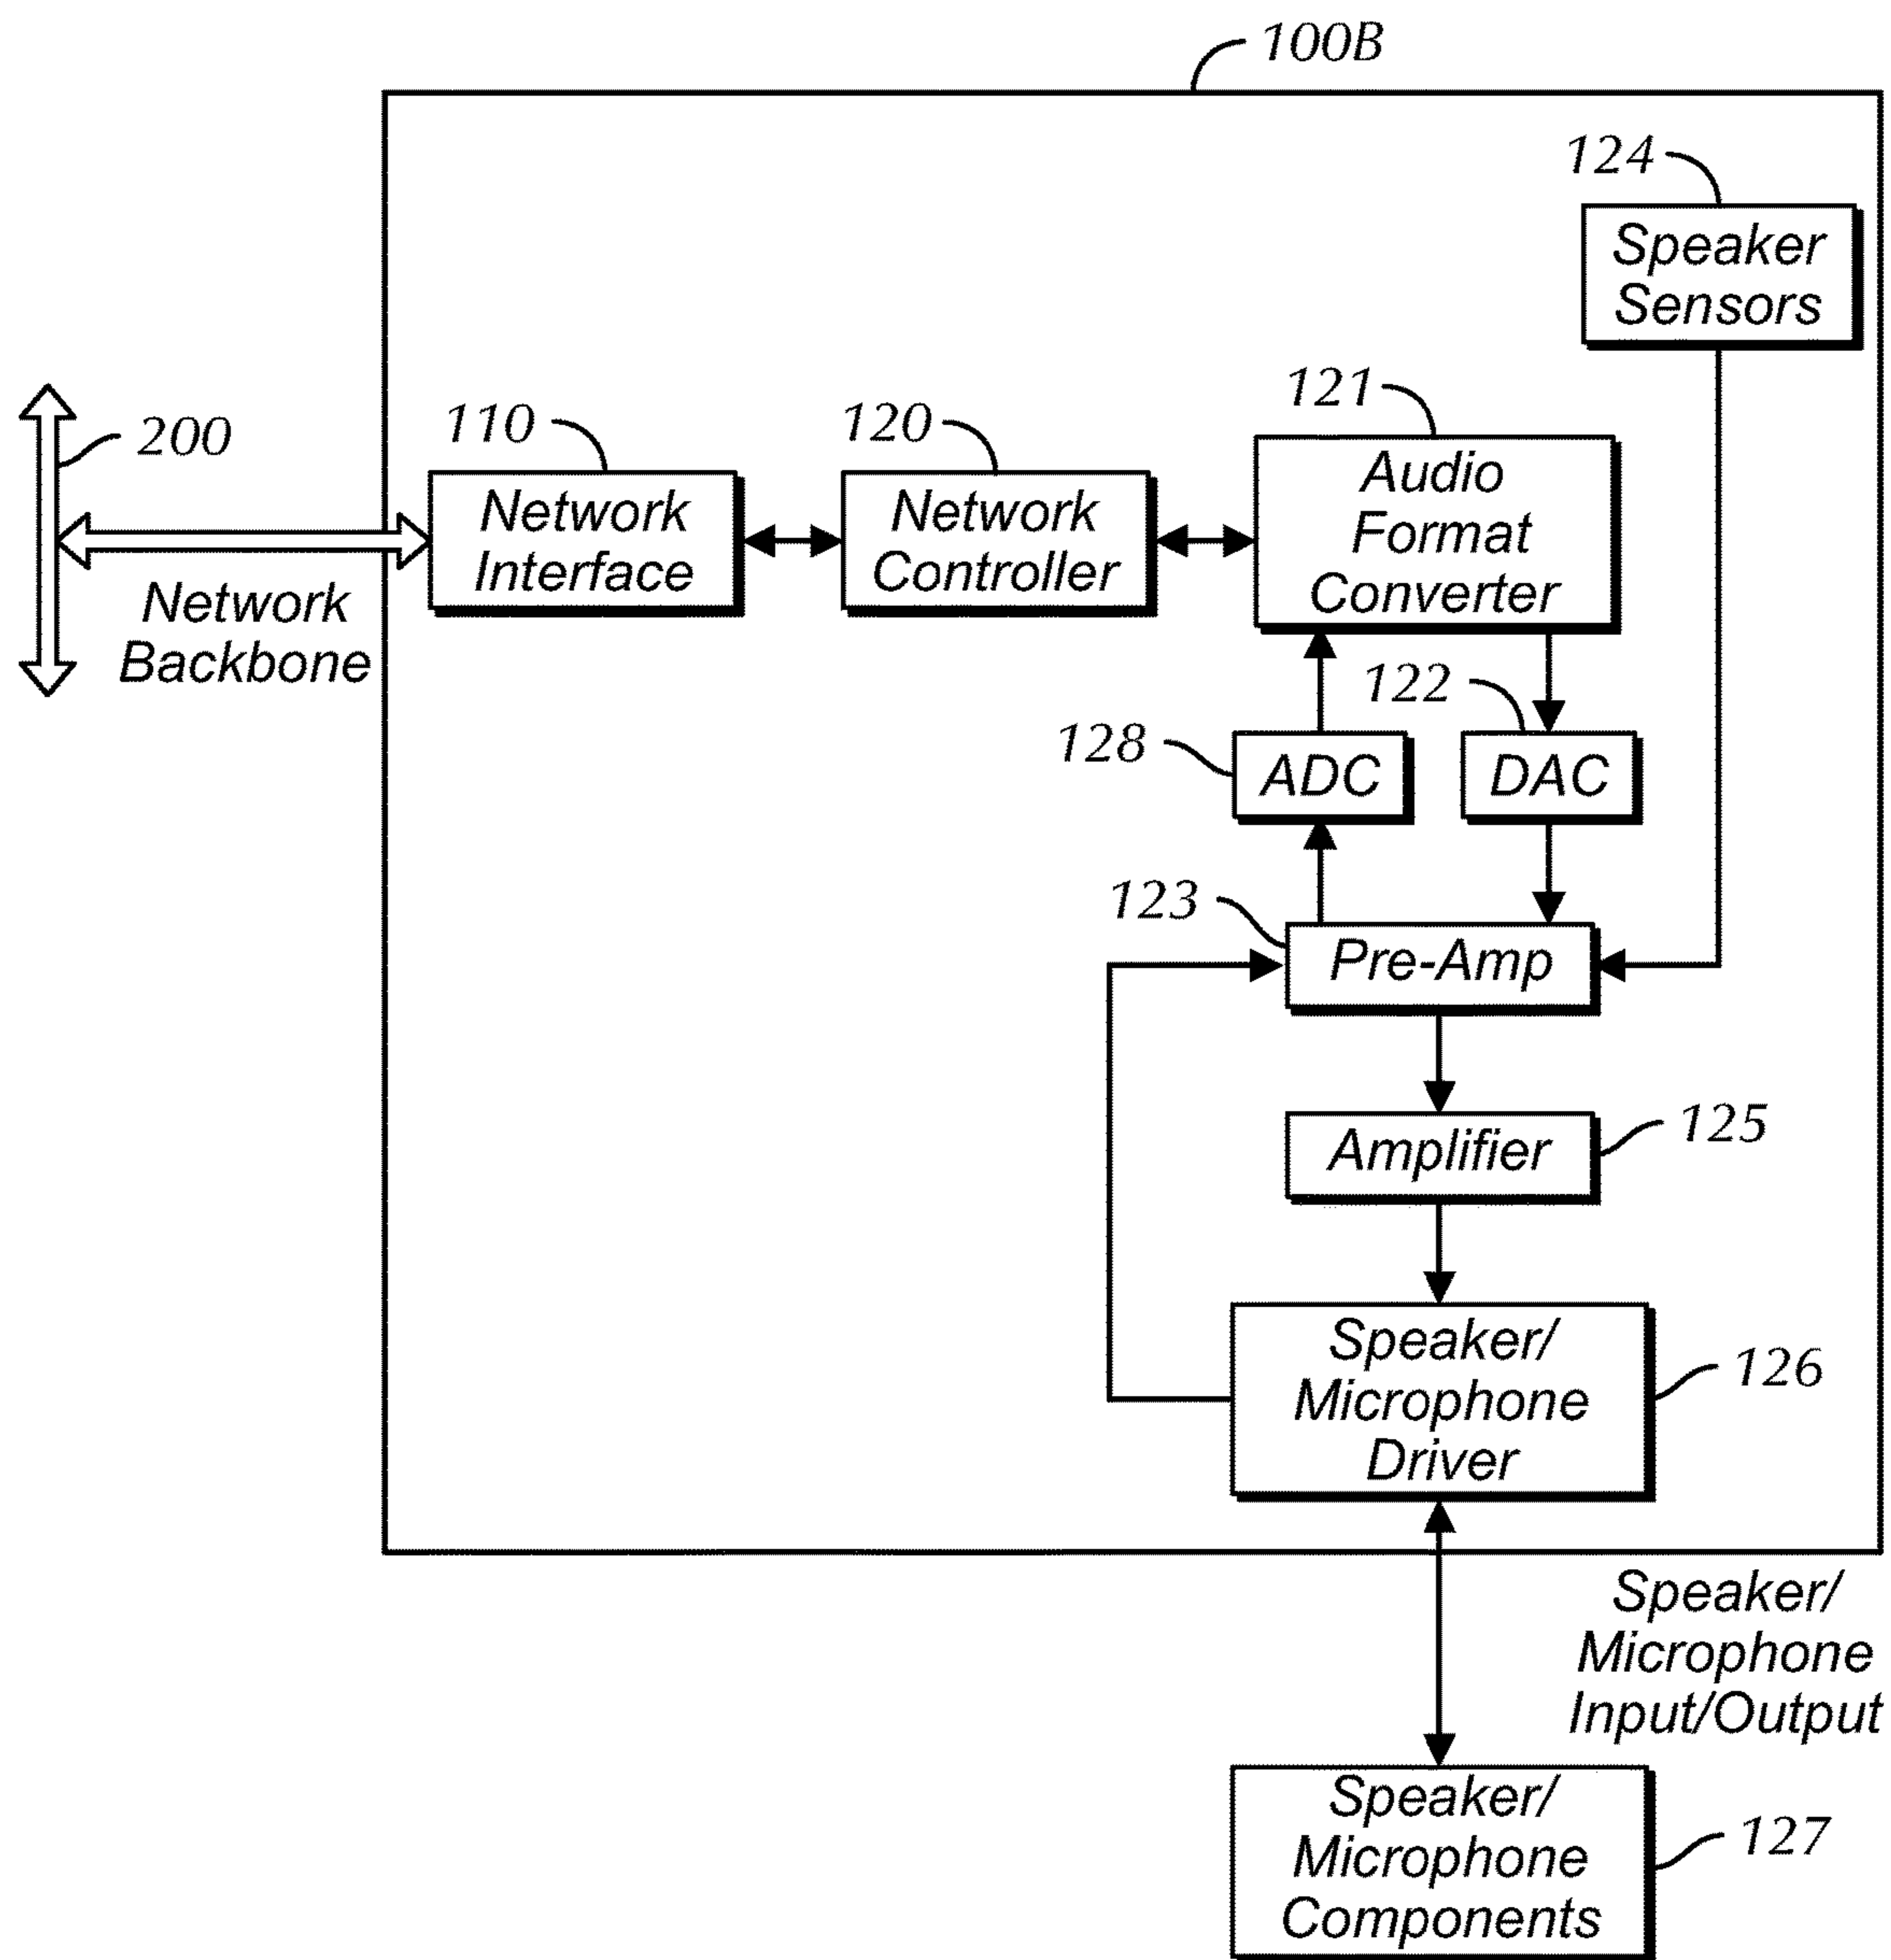 100B
124
Speaker
Sensors
200
110
120
121
Network
Interface
Network
Controller
Audio
Format
Converter
Network
Backbone
122
128
ADC
DAC
123
Pre-Amp
Amplifier
125
Speaker/
Microphone
Driver
126
Speaker/
Microphone
Input/Output
Speaker/
Microphone
Components
127